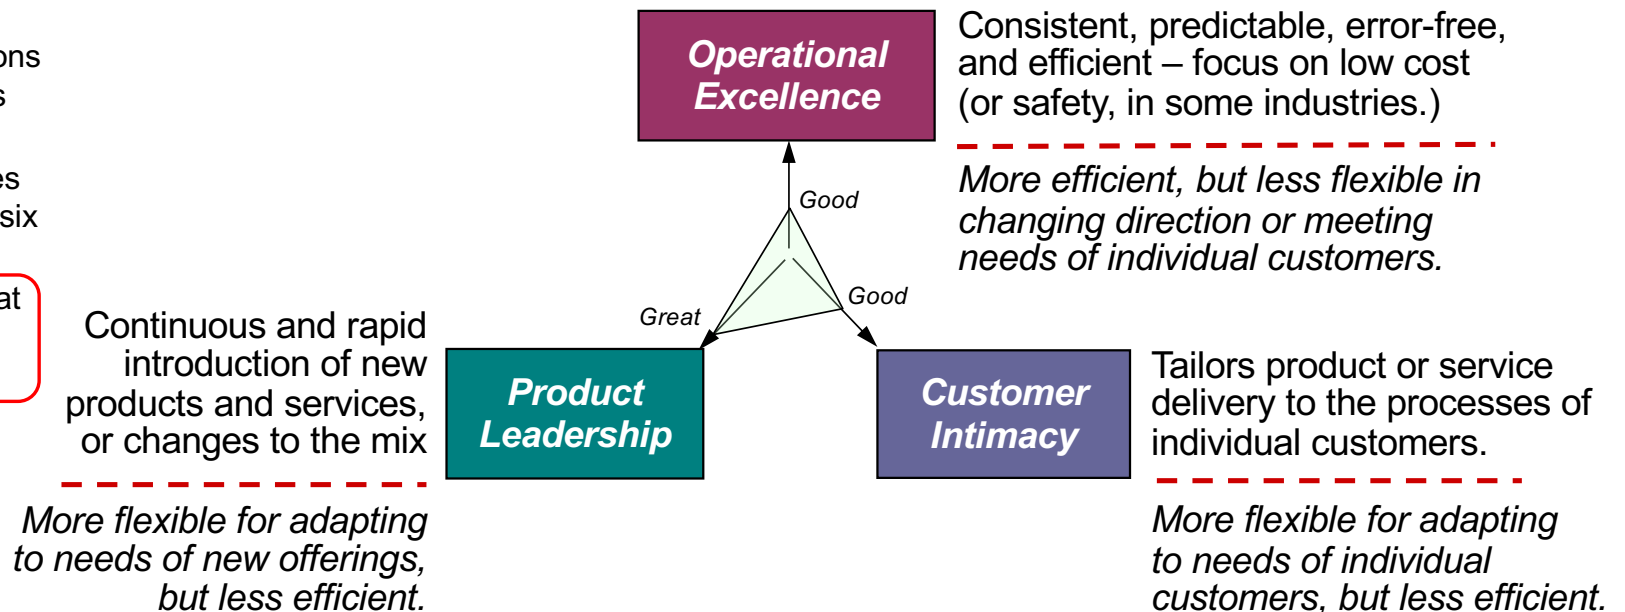 ons
s
es
six
at
Operational
Excellence
Consistent, predictable, error-free,
and efficient – focus on low cost
(or safety, in some industries.)
More efficient, but less flexible in
changing direction or meeting
needs of individual customers.
Good
Good
Great
Continuous and rapid
introduction of new
products and services,
or changes to the mix
More flexible for adapting
to needs of new offerings,
but less efficient.
Product
Leadership
Customer
Intimacy
Tailors product or service
delivery to the processes of
individual customers.
More flexible for adapting
to needs of individual
customers, but less efficient.